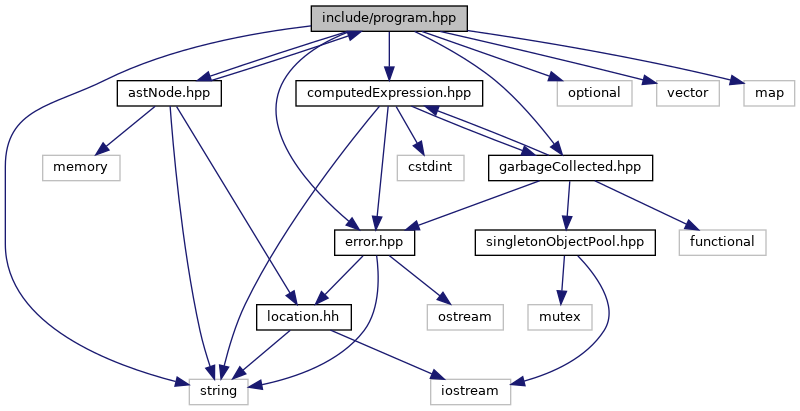 include/program.hpp
astNode.hpp
computedExpression.hpp
optional
vector
map
memory
cstdint
garbageCollected.hpp
error.hpp
singletonObjectPool.hpp
functional
location.hh
ostream
mutex
string
iostream